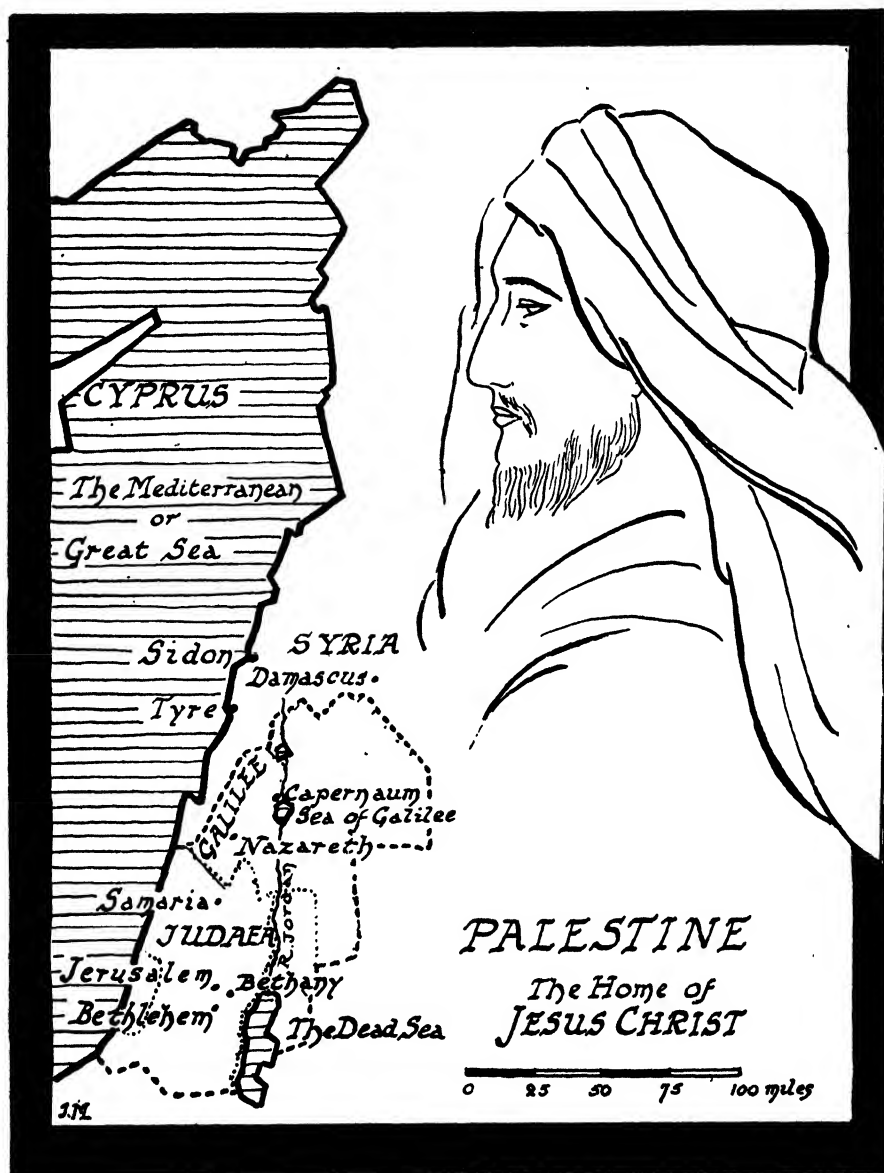 CYPRUS
The Mediterranean
or
Great Sea
Sidon
SYRIA
Damascus
Tyre
GALILEE
Capernaum
Sea of Galilee
Nazareth
R. Jordan
Samaria
JUDAEA
Jerusalem
Bethany
Bethlehem
The Dead Sea
PALESTINE
The Home of
JESUS CHRIST
0 25 50 75 100 miles